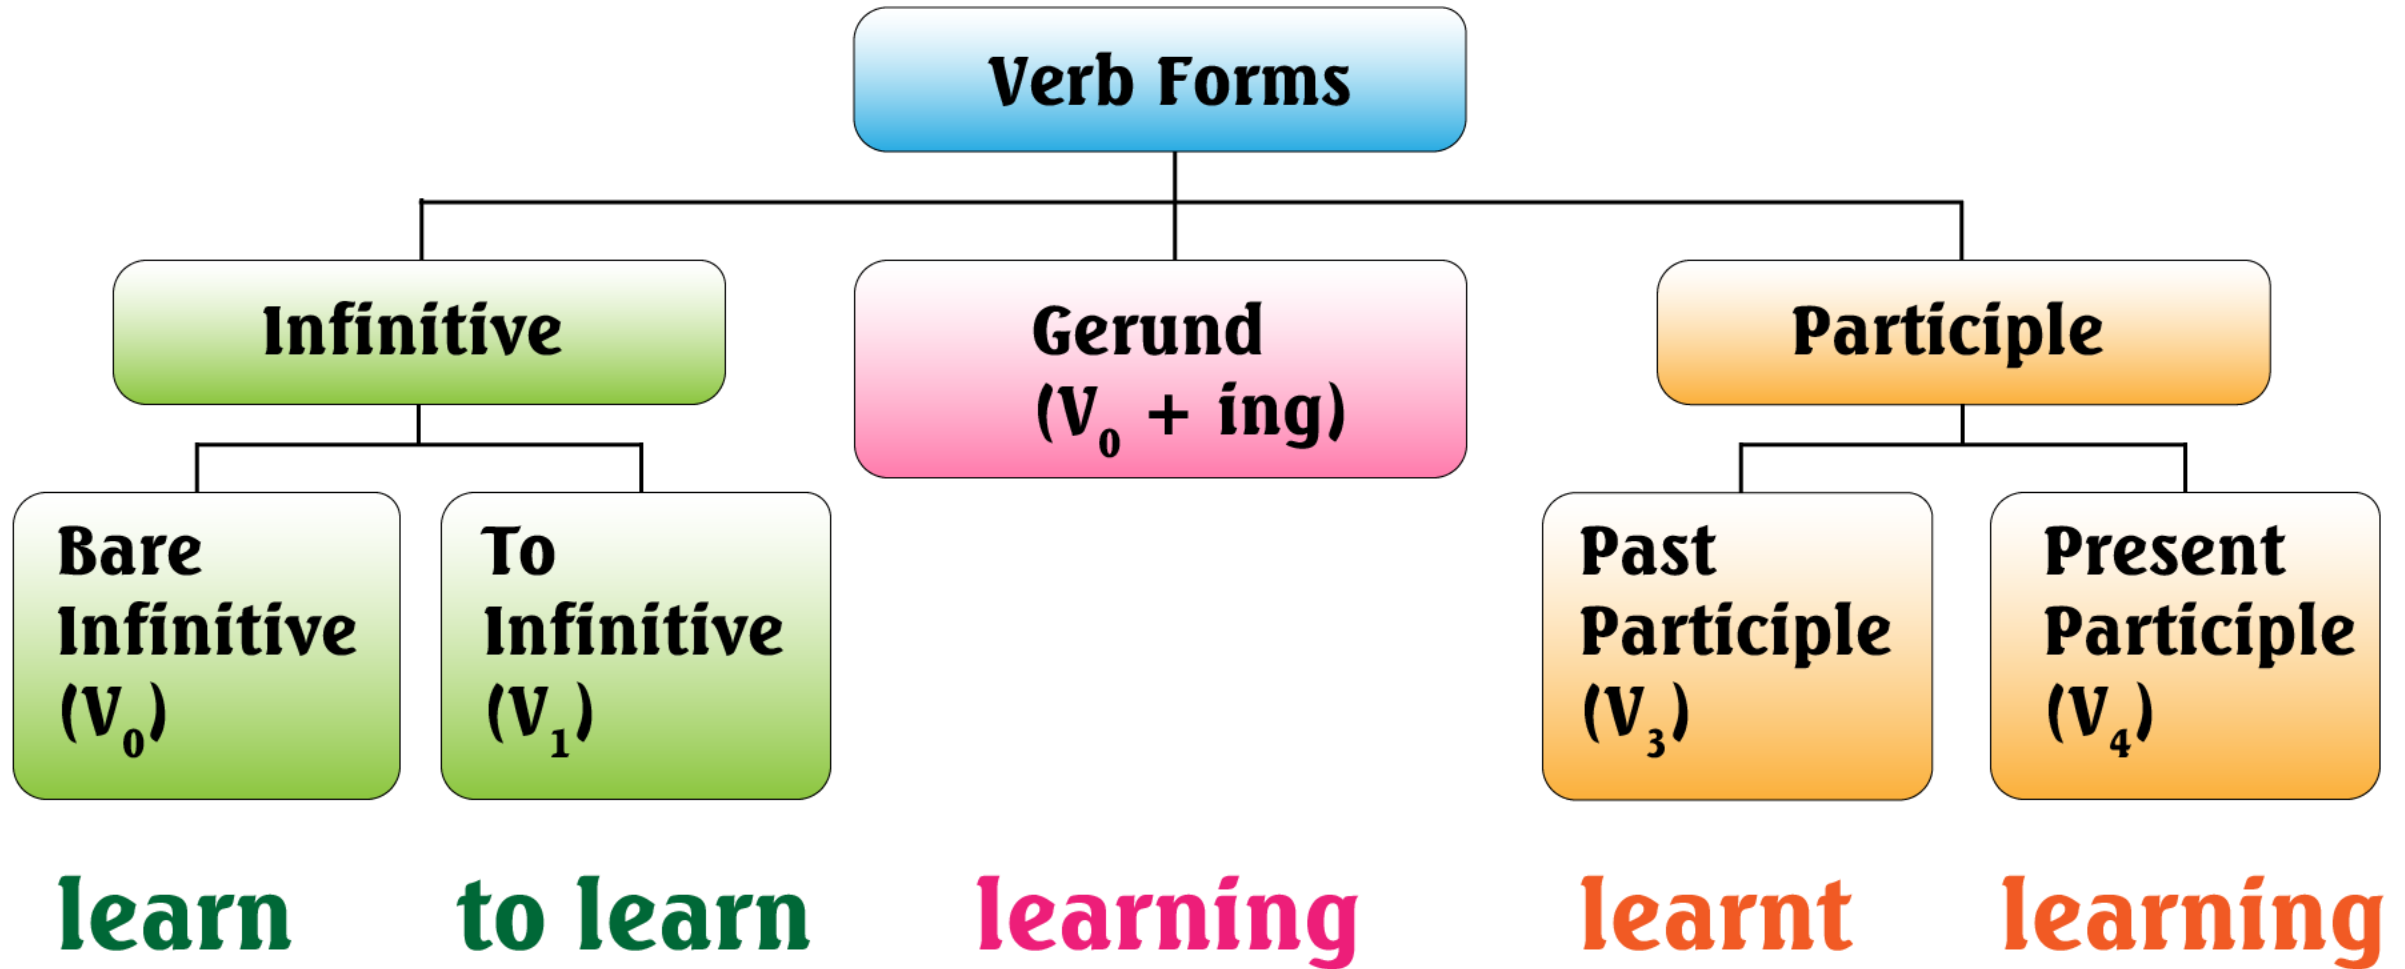 Verb Forms
Infinitive
Gerund
(V₀ + ing)
Participle
Bare
Infinitive
(V₀)
To
Infinitive
(V₁)
Past
Participle
(V₃)
Present
Participle
(V₄)
learn
to learn
learning
learnt
learning